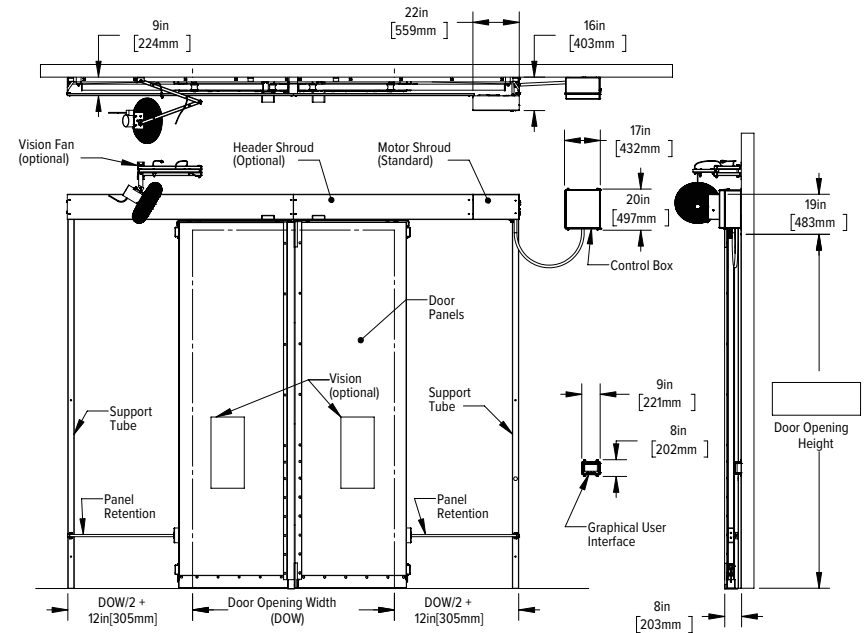 9in
[224mm]
22in
[559mm]
16in
[403mm]
Vision Fan
(optional)
Header Shroud
(Optional)
Motor Shroud
(Standard)
17in
[432mm]
20in
[497mm]
19in
[483mm]
Control Box
Door
Panels
Vision
(optional)
Support
Tube
Support
Tube
9in
[221mm]
8in
[202mm]
Door Opening
Height
Panel
Retention
Panel
Retention
Graphical User
Interface
DOW/2 +
12in[305mm]
Door Opening Width
(DOW)
DOW/2 +
12in[305mm]
8in
[203mm]